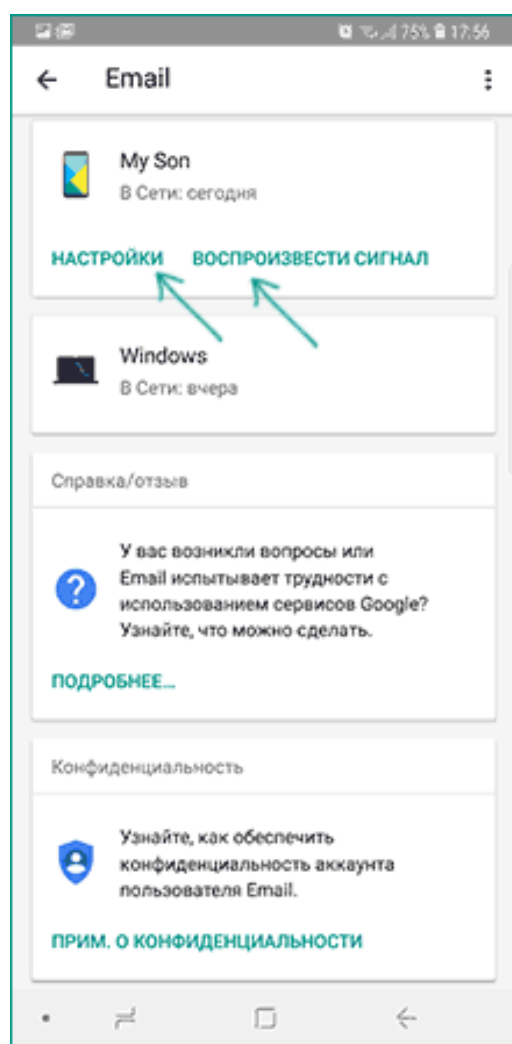 75% 17:56
Email
My Son
В Сети: сегодня
НАСТРОЙКИ ВОСПРОИЗВЕСТИ СИГНАЛ
Windows
В Сети: вчера
Справка/отзыв
У вас возникли вопросы или
Email испытывает трудности с
использованием сервисов Google?
Узнайте, что можно сделать.
ПОДРОБНЕЕ...
Конфиденциальность
Узнайте, как обеспечить
конфиденциальность аккаунта
пользователя Email.
ПРИМ. О КОНФИДЕНЦИАЛЬНОСТИ